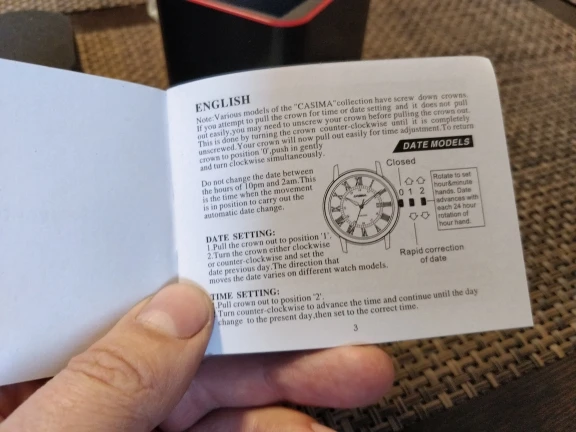 ENGLISH
Note:Various models of the "CASIMA"collection have screw down crowns.
If you attempt to pull the crown for time or date setting and it does not pull
out easily,you may need to unscrew your crown before pulling the crown out.
This is done by turning the crown counter-clockwise until it is completely
unscrewed.Your crown will now pull out easily for time adjustment.To return
crown to position '0',push in gently
and turn clockwise simultaneously.
Do not change the date between
the hours of 10pm and 2am.This
is the time when the movement
is in position to carry out the
automatic date change.
DATE MODELS
Closed
0 1 2
Rotate to set
hour&minute
hands. Date
advances with
each 24 hour
rotation of
hour hand.
Rapid correction
of date
DATE SETTING:
1.Pull the crown out to position '1'.
2.Turn the crown either clockwise
or counter-clockwise and set the
date previous day.The direction that
moves the date varies on different watch models.
TIME SETTING:
Pull crown out to position '2'.
Turn counter-clockwise to advance the time and continue until the day
change to the present day,then set to the correct time.
3